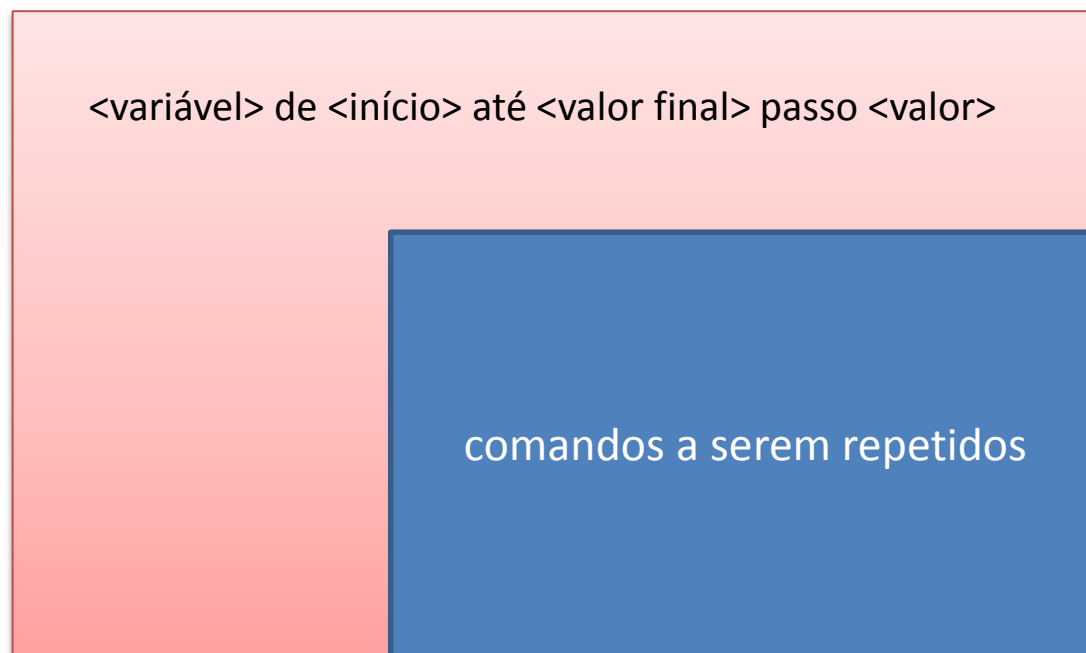 <variável> de <início> até <valor final> passo <valor>
comandos a serem repetidos